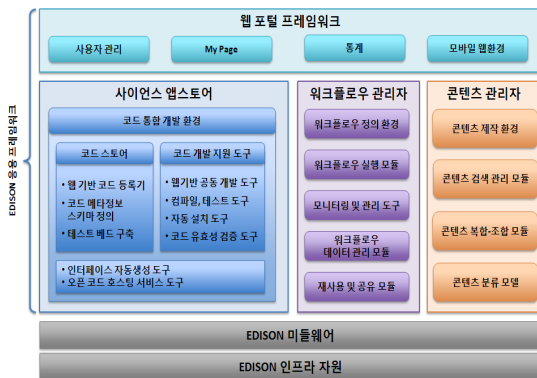 웹 포털 프레임워크
사용자 관리
My Page
통계
모바일 웹환경
EDISON 응용 프레임워크
사이언스 앱스토어
코드 통합 개발 환경
코드 스토어
• 웹 기반 코드 등록기
• 코드 메타정보
스키마 정의
• 테스트 베드 구축
코드 개발 지원 도구
• 웹기반 공동 개발 도구
• 컴파일, 테스트 도구
• 자동 설치 도구
• 코드 유효성 검증 도구
• 인터페이스 자동생성 도구
• 오픈 코드 호스팅 서비스 도구
워크플로우 관리자
워크플로우 정의 환경
워크플로우 실행 모듈
모니터링 및 관리 도구
워크플로우
데이터 관리 모듈
재사용 및 공유 모듈
콘텐츠 관리자
콘텐츠 제작 환경
콘텐츠 검색 관리 모듈
콘텐츠 복합-조합 모듈
콘텐츠 분류 모델
EDISON 미들웨어
EDISON 인프라 자원